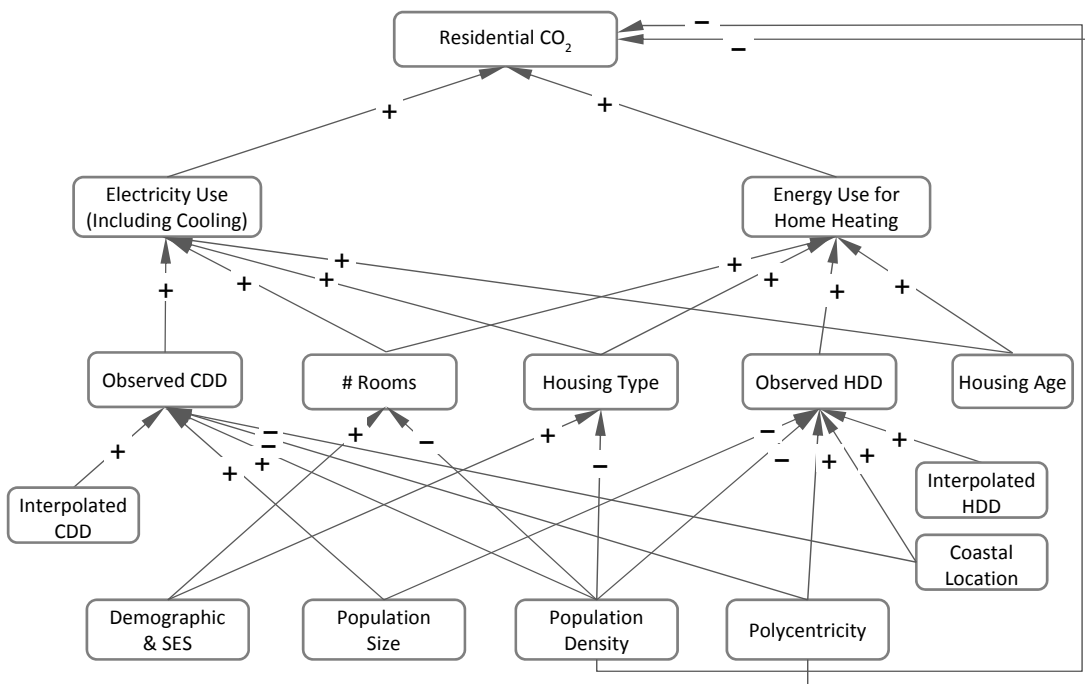 Residential CO₂
−
−
+
+
Electricity Use
(Including Cooling)
Energy Use for
Home Heating
+
+
+
+
+
+
+
+
Observed CDD
# Rooms
Housing Type
Observed HDD
Housing Age
+
−
−
+
+
+
−
+
−
−
−
+
+
+
Interpolated
CDD
Interpolated
HDD
Coastal
Location
Demographic
& SES
Population
Size
Population
Density
Polycentricity